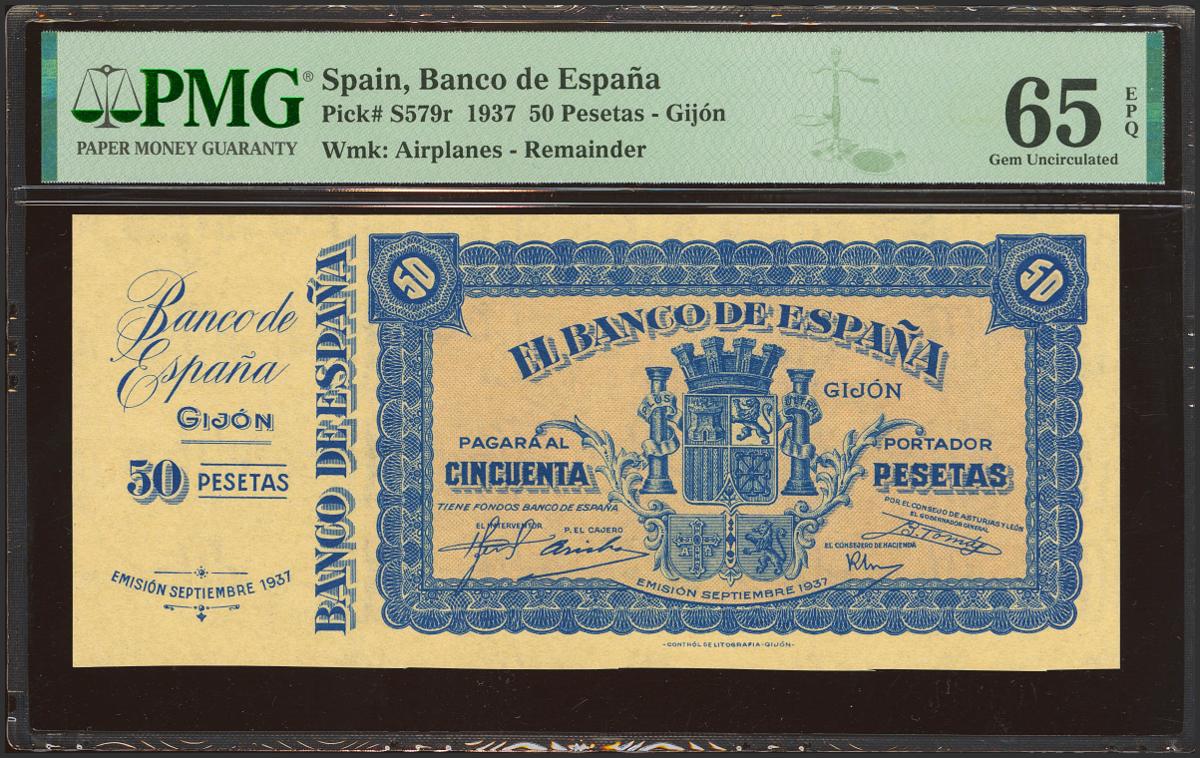 PMG®
PAPER MONEY GUARANTY
Spain, Banco de España
Pick# S579r 1937 50 Pesetas - Gijón
Wmk: Airplanes - Remainder
65
EPQ
Gem Uncirculated
Banco de
España
GIJÓN
50 PESETAS
EMISIÓN SEPTIEMBRE 1937
BANCO DE ESPAÑA
50
50
EL BANCO DE ESPAÑA
GIJÓN
PLUS
PAGARÁ AL
PORTADOR
CINCUENTA
PESETAS
TIENE FONDOS BANCO DE ESPAÑA
EL INTERVENTOR
P. EL CAJERO
POR EL CONSEJO DE ASTURIAS Y LEÓN
EL GOBERNADOR GENERAL
B. Tomás
EL CONSEJERO DE HACIENDA
EMISIÓN SEPTIEMBRE 1937
-CONTRÓL DE LITOGRAFIA-GIJÓN-